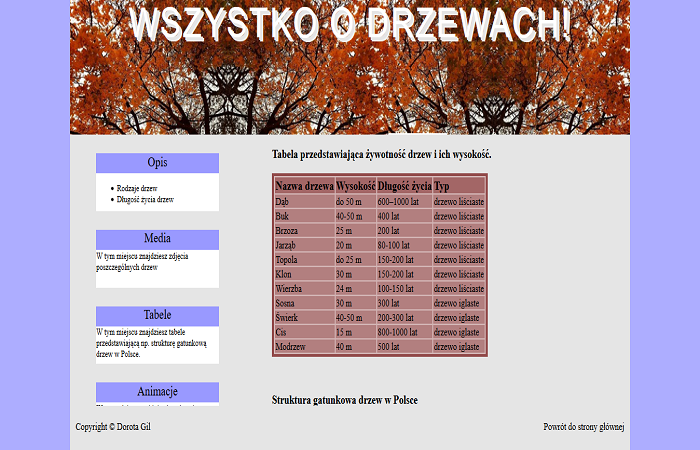 WSZYSTKO O DRZEWACH!
Opis
Rodzaje drzew
Długość życia drzew
Media
W tym miejscu znajdziesz zdjęcia
poszczególnych drzew
Tabele
W tym miejscu znajdziesz tabele
przedstawiającą np. strukturę gatunkową
drzew w Polsce.
Animacje
Tabela przedstawiająca żywotność drzew i ich wysokość.
Nazwa drzewa Wysokość Długość życia Typ
Dąb do 50 m 600–1000 lat drzewo liściaste
Buk 40-50 m 400 lat drzewo liściaste
Brzoza 25 m 200 lat drzewo liściaste
Jarząb 20 m 80-100 lat drzewo liściaste
Topola do 25 m 150-200 lat drzewo liściaste
Klon 30 m 150-200 lat drzewo liściaste
Wierzba 24 m 100-150 lat drzewo liściaste
Sosna 30 m 300 lat drzewo iglaste
Świerk 40-50 m 200-300 lat drzewo iglaste
Cis 15 m 800-1000 lat drzewo iglaste
Modrzew 40 m 500 lat drzewo iglaste
Struktura gatunkowa drzew w Polsce
Copyright © Dorota Gil
Powrót do strony głównej